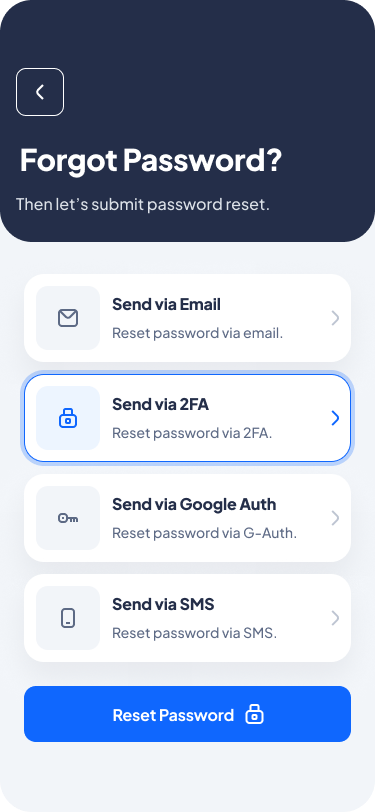 Forgot Password?
Then let’s submit password reset.
Send via Email
Reset password via email.
Send via 2FA
Reset password via 2FA.
Send via Google Auth
Reset password via G-Auth.
Send via SMS
Reset password via SMS.
Reset Password